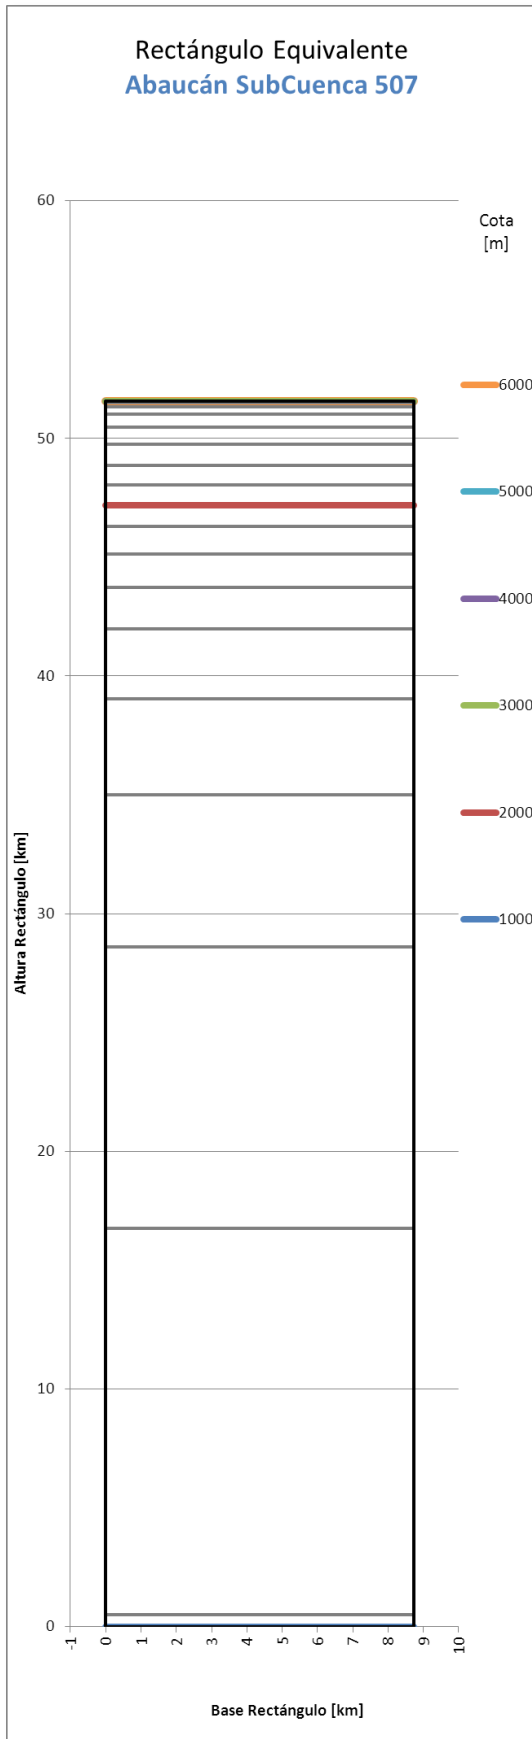 Rectángulo Equivalente
Abaucán SubCuenca 507
60
Cota
[m]
6000
50
5000
4000
40
3000
2000
Altura Rectángulo [km]
30
1000
20
10
0
-1 0 1 2 3 4 5 6 7 8 9 10
Base Rectángulo [km]